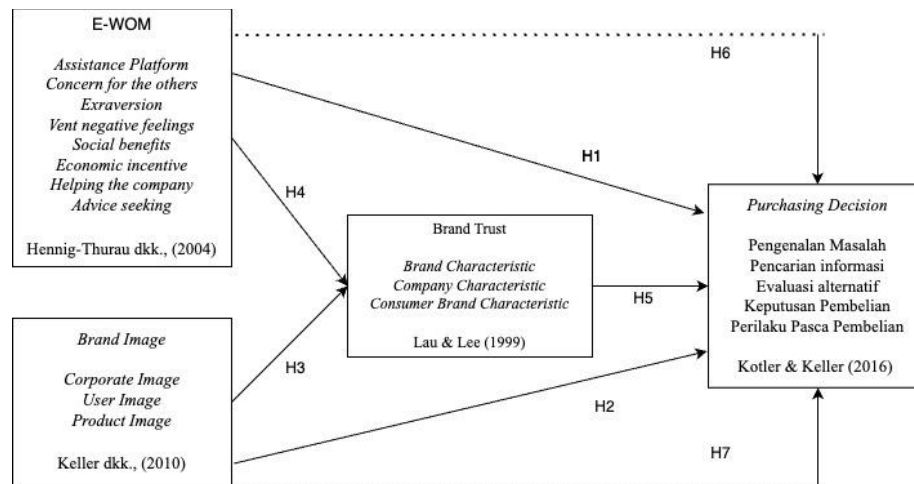 E-WOM
Assistance Platform
Concern for the others
Exraversion
Vent negative feelings
Social benefits
Economic incentive
Helping the company
Advice seeking
Hennig-Thurau dkk., (2004)
H6
H1
H4
Brand Trust
Brand Characteristic
Company Characteristic
Consumer Brand Characteristic
Lau & Lee (1999)
H5
Purchasing Decision
Pengenalan Masalah
Pencarian informasi
Evaluasi alternatif
Keputusan Pembelian
Perilaku Pasca Pembelian
Kotler & Keller (2016)
Brand Image
Corporate Image
User Image
Product Image
Keller dkk., (2010)
H3
H2
H7